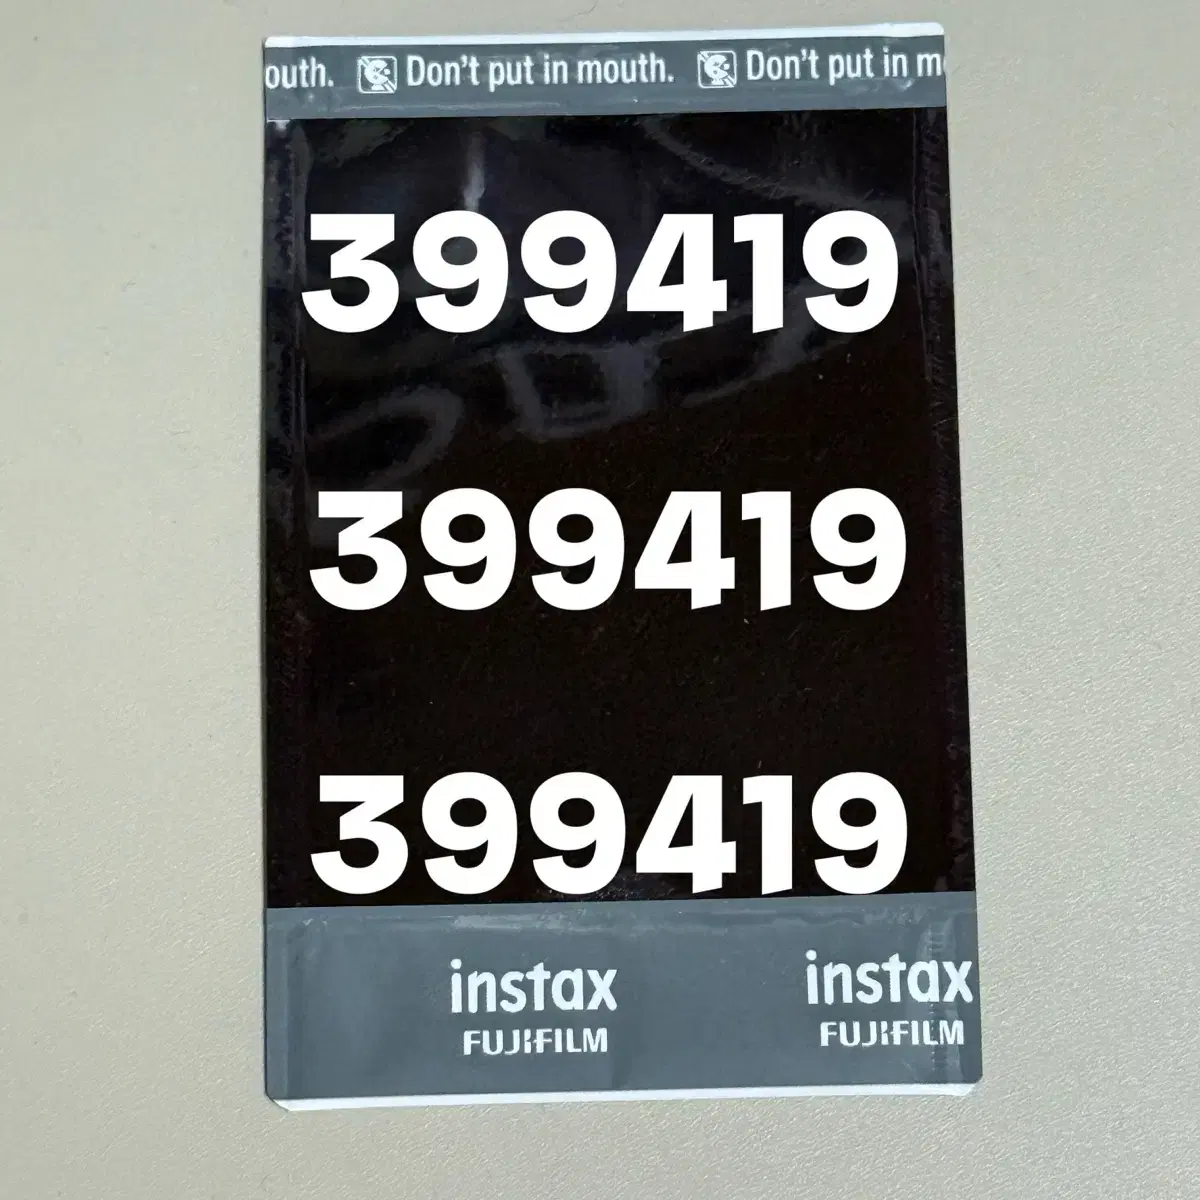 outh. Don't put in mouth. Don't put in m
399419
399419
399419
instax instax
FUJIFILM FUJIFILM